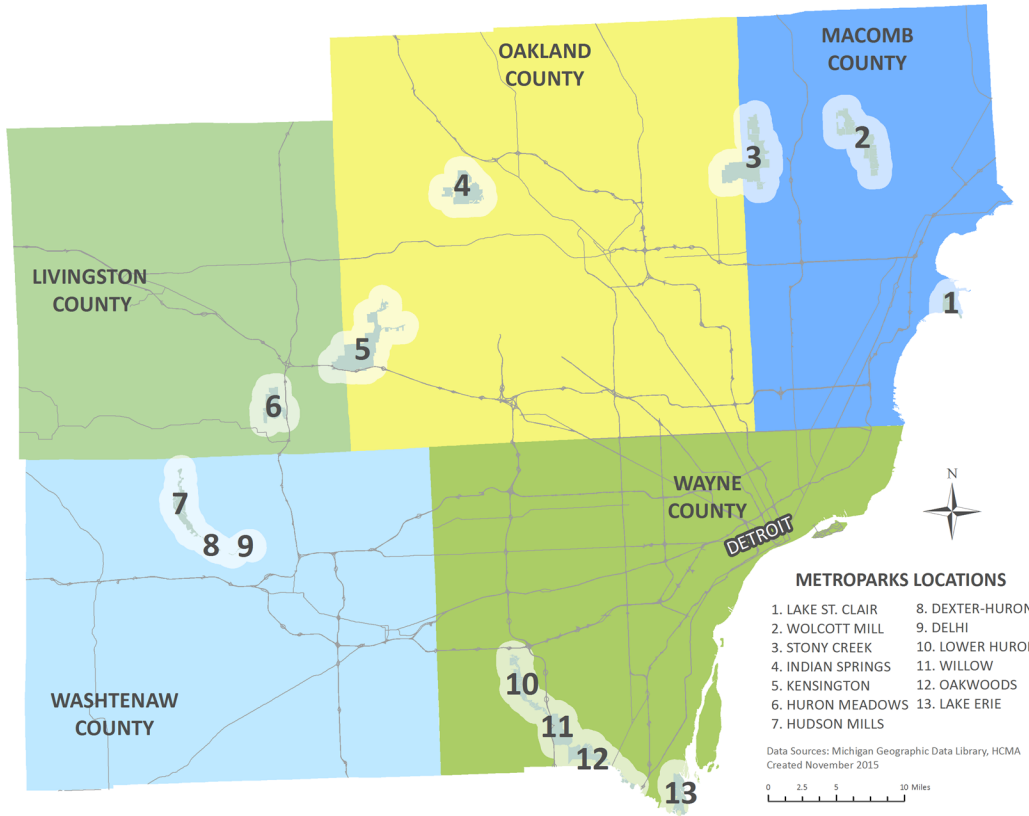 OAKLAND
COUNTY
MACOMB
COUNTY
2
3
4
LIVINGSTON
COUNTY
1
5
6
WAYNE
COUNTY
N
7
8
9
DETROIT
METROPARKS LOCATIONS
1. LAKE ST. CLAIR
2. WOLCOTT MILL
3. STONY CREEK
4. INDIAN SPRINGS
5. KENSINGTON
6. HURON MEADOWS
7. HUDSON MILLS
8. DEXTER-HURON
9. DELHI
10. LOWER HURO
11. WILLOW
12. OAKWOODS
13. LAKE ERIE
10
WASHTENAW
COUNTY
11
12
13
Data Sources: Michigan Geographic Data Library, HCMA
Created November 2015
0 2.5 5 10 Miles